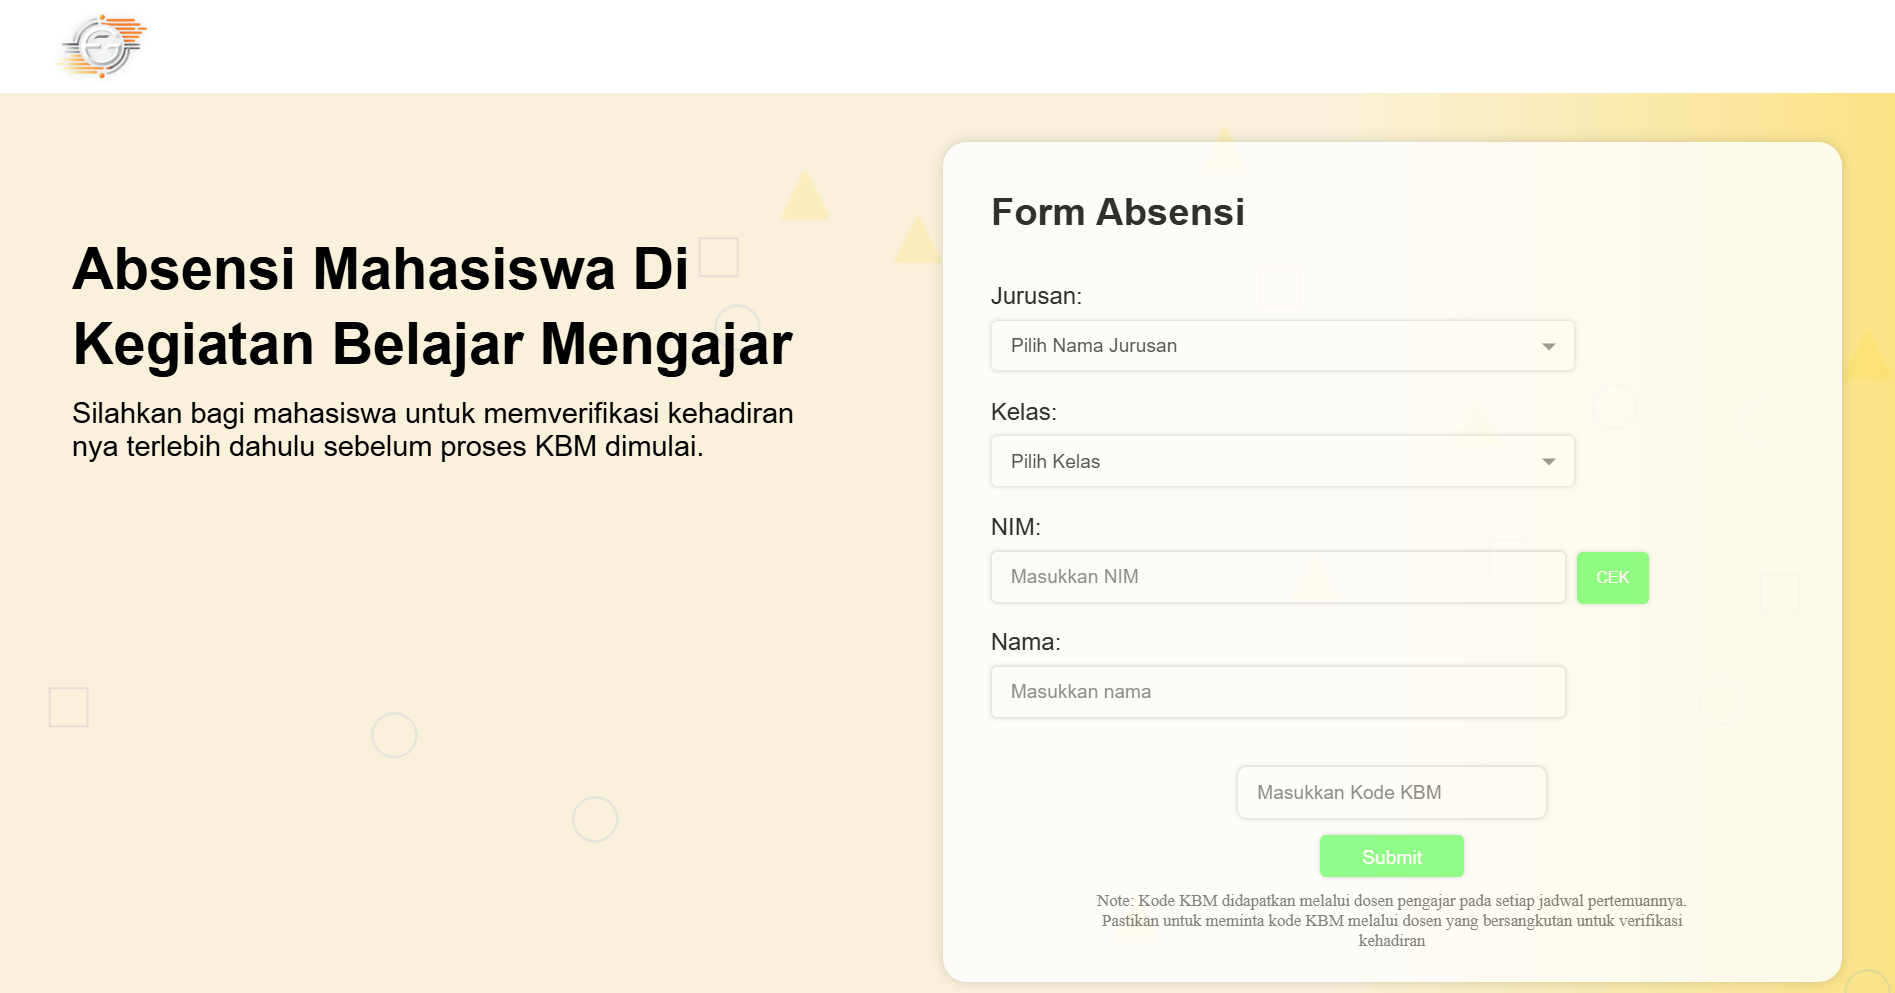 Absensi Mahasiswa Di
Kegiatan Belajar Mengajar
Silahkan bagi mahasiswa untuk memverifikasi kehadiran
nya terlebih dahulu sebelum proses KBM dimulai.
Form Absensi
Jurusan:
Pilih Nama Jurusan
Kelas:
Pilih Kelas
NIM:
Masukkan NIM
CEK
Nama:
Masukkan nama
Masukkan Kode KBM
Submit
Note: Kode KBM didapatkan melalui dosen pengajar pada setiap jadwal pertemuannya.
Pastikan untuk meminta kode KBM melalui dosen yang bersangkutan untuk verifikasi
kehadiran